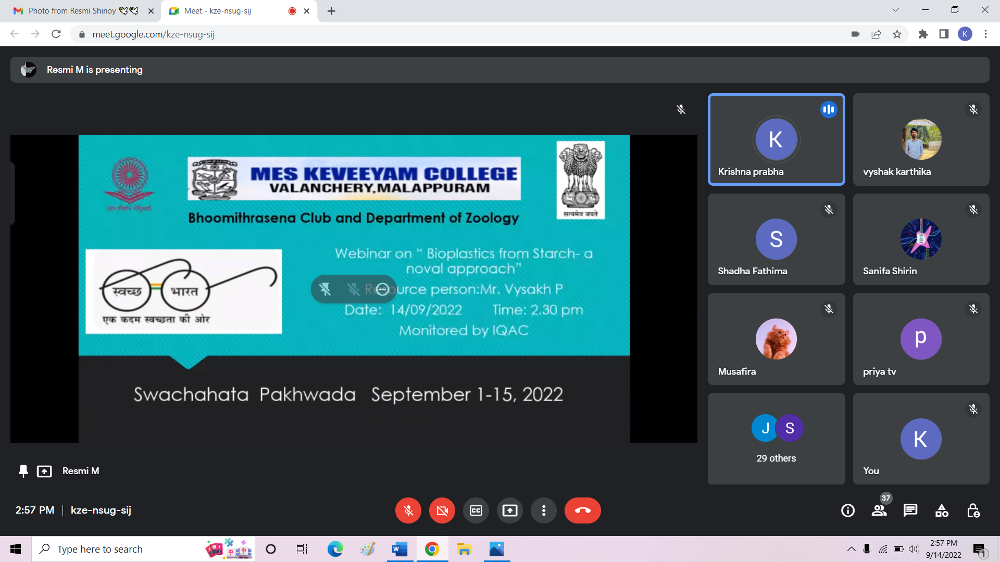 Photo from Resmi Shinoy 🕊🕊
Meet - kze-nsug-sij
meet.google.com/kze-nsug-sij
K
Resmi M is presenting
MES KEVEEYAM COLLEGE
VALANCHERY,MALAPPURAM
Bhoomithrasena Club and Department of Zoology
सत्यमेव जयते
Webinar on “ Bioplastics from Starch- a
noval approach”
Resource person:Mr. Vysakh P
Date: 14/09/2022 Time: 2.30 pm
Monitored by IQAC
स्वच्छ भारत
एक कदम स्वच्छता की ओर
Swachahata Pakhwada September 1-15, 2022
Resmi M
K
Krishna prabha
vyshak karthika
S
Shadha Fathima
Sanifa Shirin
Musafira
p
priya tv
J S
29 others
K
You
2:57 PM | kze-nsug-sij
CC
37
Type here to search
W
2:57 PM
9/14/2022
1